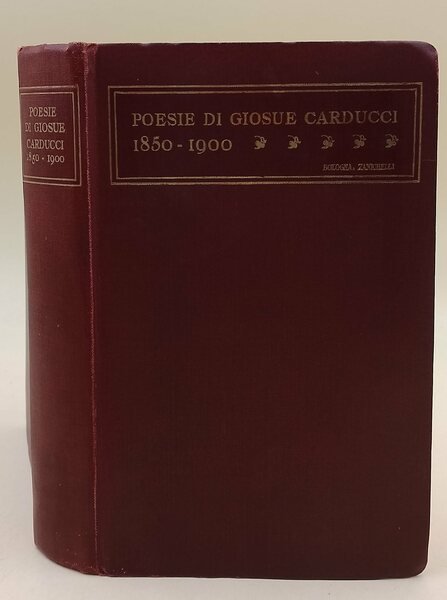 POESIE
DI GIOSUE
CARDUCCI
1850 - 1900
POESIE DI GIOSUE CARDUCCI
1850 - 1900
BOLOGNA, ZANICHELLI